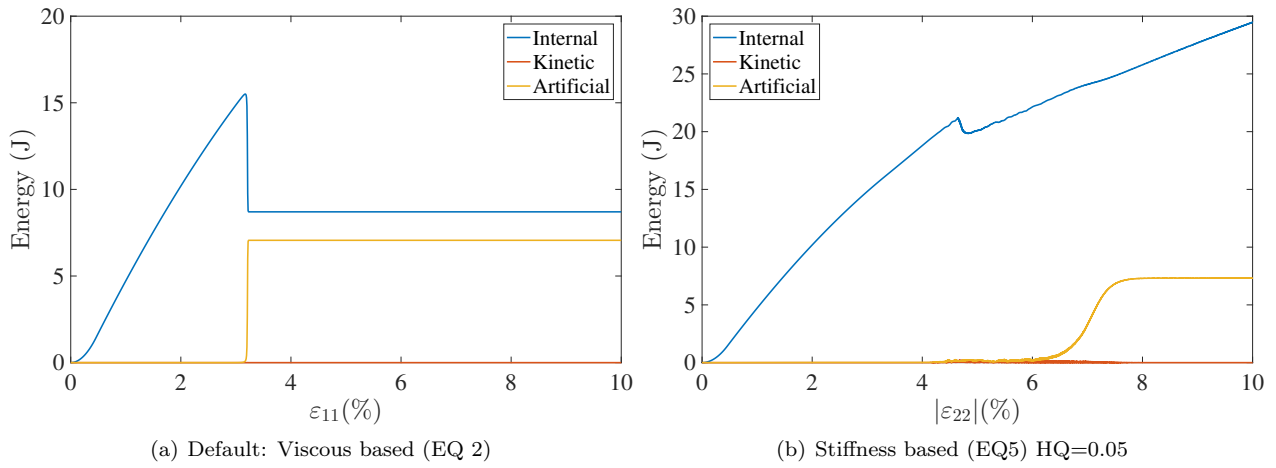 20
15
10
5
0
Energy (J)
Internal
Kinetic
Artificial
0 2 4 6 8 10
ε₁₁(%)
(a) Default: Viscous based (EQ 2)
30
25
20
15
10
5
0
Energy (J)
Internal
Kinetic
Artificial
0 2 4 6 8 10
|ε₂₂|(%)
(b) Stiffness based (EQ5) HQ=0.05